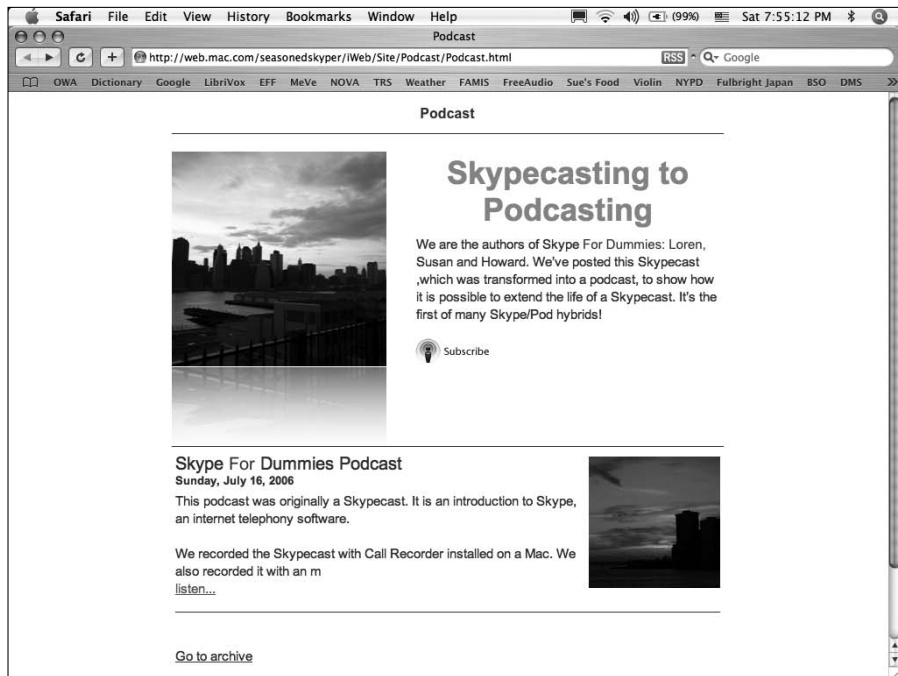 Safari File Edit View History Bookmarks Window Help (99%) Sat 7:55:12 PM
Podcast
http://web.mac.com/seasonedskyper/iWeb/Site/Podcast/Podcast.html RSS Google
OWA Dictionary Google LibriVox EFF MeVe NOVA TRS Weather FAMIS FreeAudio Sue's Food Violin NYPD Fulbright Japan BSO DMS
Podcast
Skypecasting to
Podcasting
We are the authors of Skype For Dummies: Loren,
Susan and Howard. We've posted this Skypecast
,which was transformed into a podcast, to show how
it is possible to extend the life of a Skypecast. It's the
first of many Skype/Pod hybrids!
Subscribe
Skype For Dummies Podcast
Sunday, July 16, 2006
This podcast was originally a Skypecast. It is an introduction to Skype,
an internet telephony software.
We recorded the Skypecast with Call Recorder installed on a Mac. We
also recorded it with an m
listen...
Go to archive